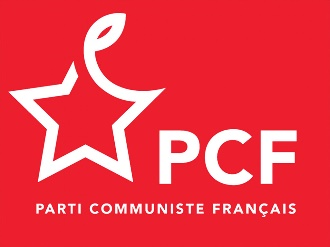 PCF
PARTI COMMUNISTE FRANÇAIS